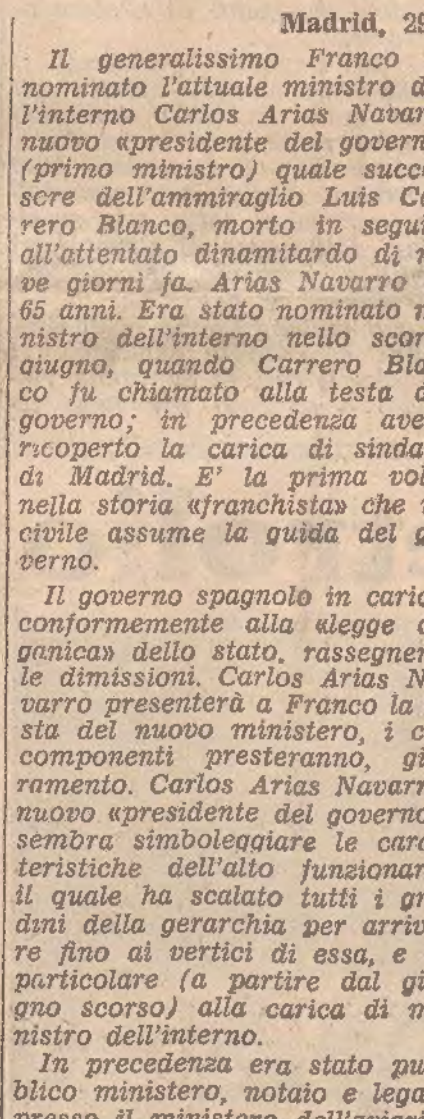 Madrid, 29
Il generalissimo Franco
nominato l'attuale ministro d
l'interno Carlos Arias Navar
nuovo «presidente del govern
(primo ministro) quale succe
sore dell'ammiraglio Luis Ca
rero Blanco, morto in segui
all'attentato dinamitardo di n
ve giorni fa. Arias Navarro
65 anni. Era stato nominato m
nistro dell'interno nello scor
giugno, quando Carrero Bla
co fu chiamato alla testa d
governo; in precedenza ave
ricoperto la carica di sinda
di Madrid. E' la prima vol
nella storia «franchista» che u
civile assume la guida del g
verno.
Il governo spagnolo in caric
conformemente alla «legge o
ganica» dello stato, rassegner
le dimissioni. Carlos Arias N
varro presenterà a Franco la
sta del nuovo ministero, i c
componenti presteranno, gi
ramento. Carlos Arias Navarr
nuovo «presidente del governo
sembra simboleggiare le cara
teristiche dell'alto funzionar
il quale ha scalato tutti i gr
dini della gerarchia per arriv
re fino ai vertici di essa, e
particolare (a partire dal gi
gno scorso) alla carica di m
nistro dell'interno.
In precedenza era stato pu
blico ministero, notaio e lega
presso il ministero